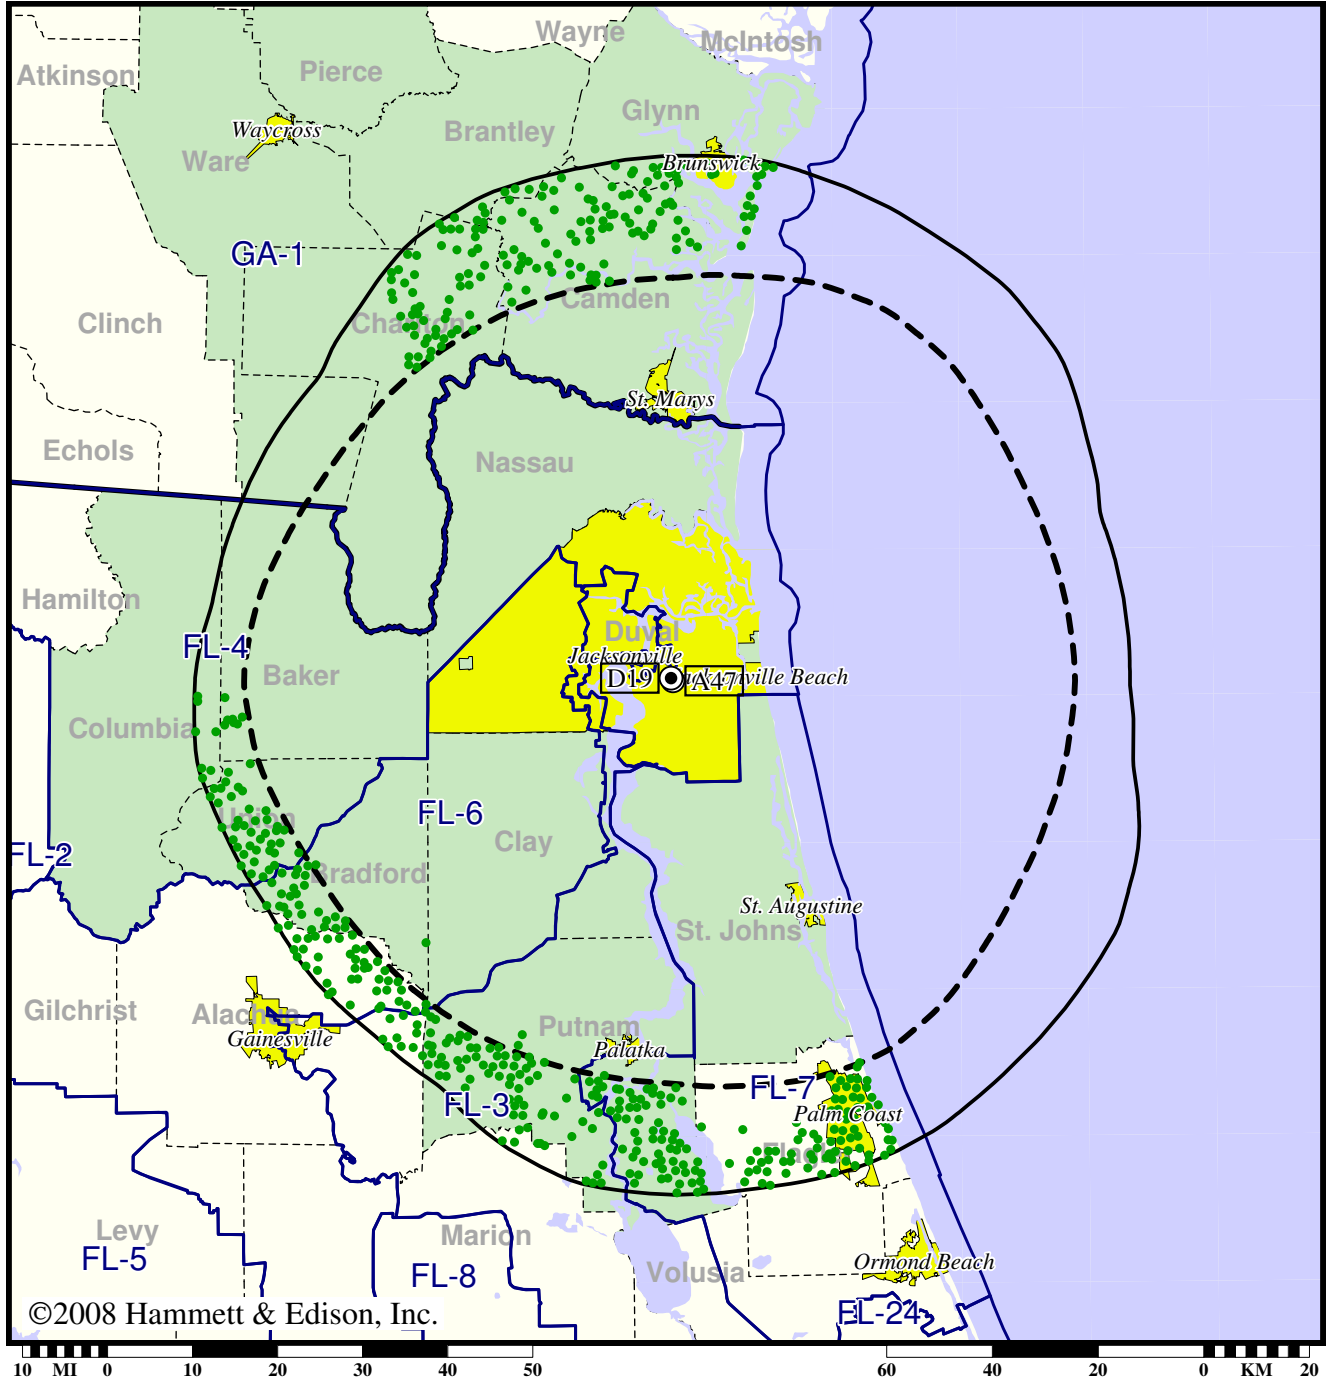 Wayne
McIntosh
Atkinson
Pierce
Glynn
Waycross
Brantley
Ware
Brunswick
GA-1
Camden
Clinch
Charlton
St. Marys
Echols
Nassau
Hamilton
Duval
FL-4
Jacksonville
Baker
D19
A47
Jacksonville Beach
Columbia
FL-6
Union
Clay
FL-2
Bradford
St. Augustine
St. Johns
Gilchrist
Alachua
Putnam
Gainesville
Palatka
FL-7
FL-3
Palm Coast
Flagler
Levy
Marion
FL-5
Ormond Beach
FL-8
Volusia
©2008 Hammett & Edison, Inc.
FL-24
10 MI 0 10 20 30 40 50
60 40 20 0 KM 20